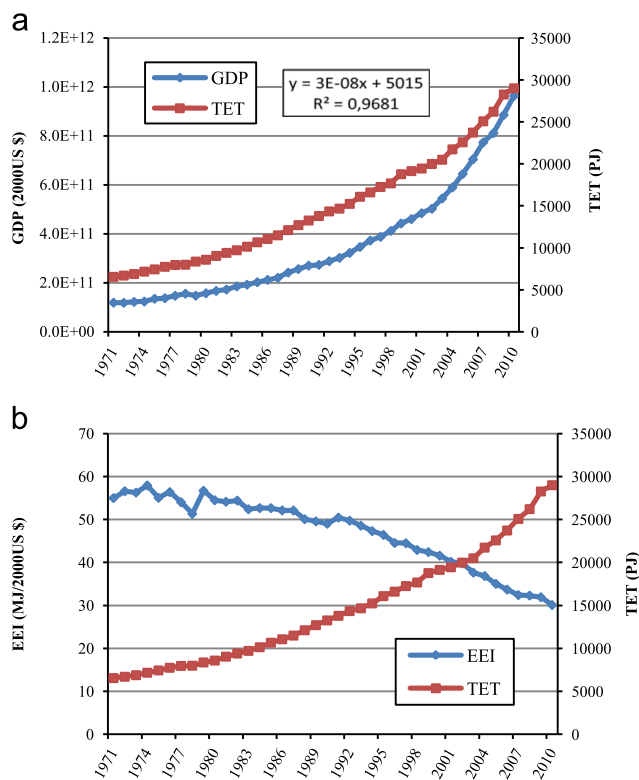 a
1.2E+12
1.0E+12
8.0E+11
6.0E+11
4.0E+11
2.0E+11
0.0E+00
GDP (2000US $)
GDP
TET
y = 3E-08x + 5015
R² = 0,9681
35000
30000
25000
20000
15000
10000
5000
0
TET (PJ)
1971 1974 1977 1980 1983 1986 1989 1992 1995 1998 2001 2004 2007 2010
b
70
60
50
40
30
20
10
0
EEI (MJ/2000US $)
EEI
TET
35000
30000
25000
20000
15000
10000
5000
0
TET (PJ)
1971 1974 1977 1980 1983 1986 1989 1992 1995 1998 2001 2004 2007 2010